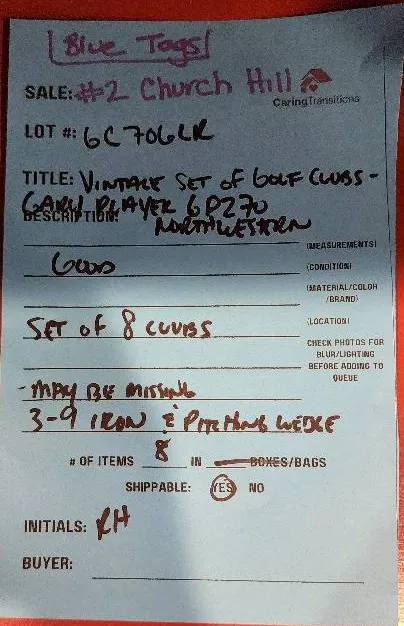 Blue Tags
SALE: #2 Church Hill
CaringTransitions
LOT #: 6C706LR
TITLE: VINTAGE SET OF GOLF CLUBS -
GARY PLAYER GP270
DESCRIPTION: NORTHWESTERN
(MEASUREMENTS)
GOOD (CONDITION)
(MATERIAL/COLOR
/BRAND)
SET OF 8 CLUBS (LOCATION)
CHECK PHOTOS FOR
BLUR/LIGHTING
BEFORE ADDING TO
QUEUE
- MAY BE MISSING
3-9 IRON & PITCHING WEDGE
# OF ITEMS 8 IN BOXES/BAGS
SHIPPABLE: YES NO
INITIALS: RH
BUYER: